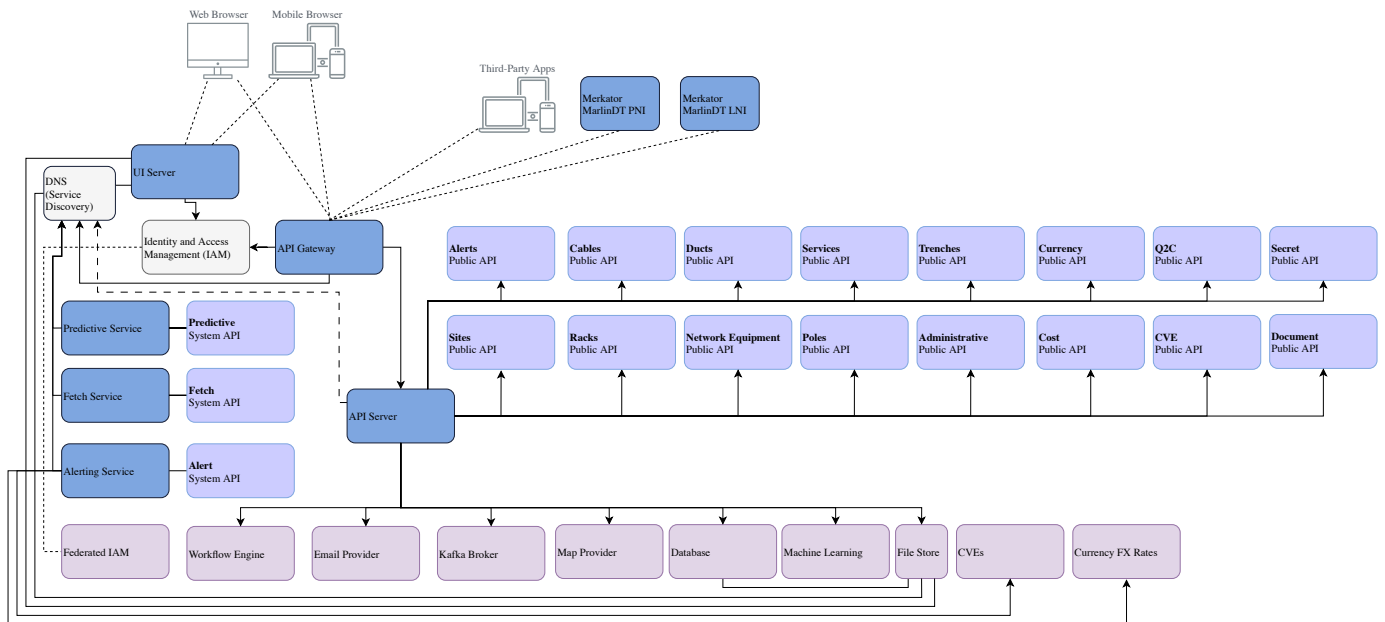 Web Browser
Mobile Browser
Third-Party Apps
Merkator
MarlinDT PNI
Merkator
MarlinDT LNI
UI Server
DNS
(Service
Discovery)
Identity and Access
Management (IAM)
API Gateway
Alerts
Public API
Cables
Public API
Ducts
Public API
Services
Public API
Trenches
Public API
Currency
Public API
Q2C
Public API
Secret
Public API
Predictive Service
Predictive
System API
Sites
Public API
Racks
Public API
Network Equipment
Public API
Poles
Public API
Administrative
Public API
Cost
Public API
CVE
Public API
Document
Public API
Fetch Service
Fetch
System API
API Server
Alerting Service
Alert
System API
Federated IAM
Workflow Engine
Email Provider
Kafka Broker
Map Provider
Database
Machine Learning
File Store
CVEs
Currency FX Rates